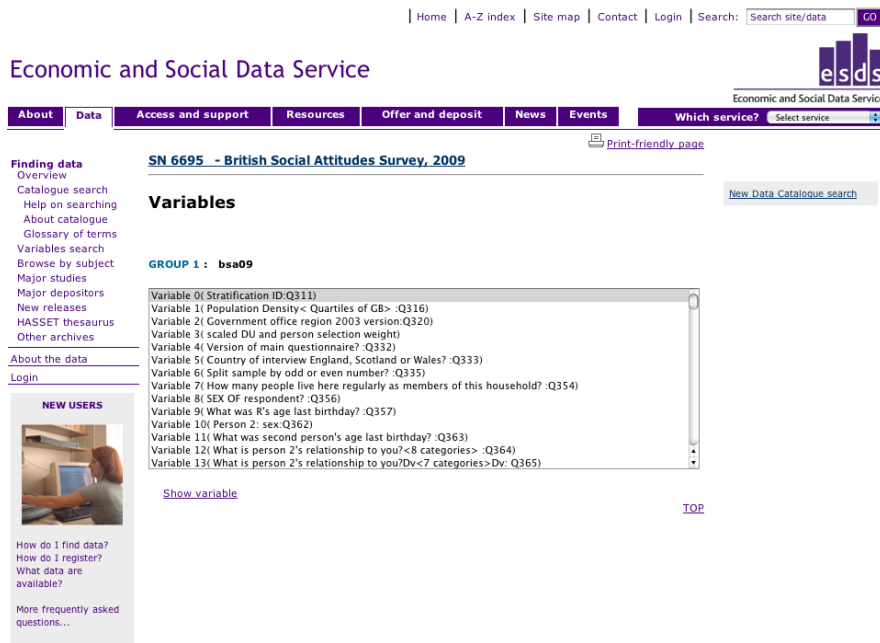 Home A-Z index Site map Contact Login Search: Search site/data GO
Economic and Social Data Service
esds
Economic and Social Data Service
About Data Access and support Resources Offer and deposit News Events Which service? Select service
Print-friendly page
Finding data
Overview
Catalogue search
Help on searching
About catalogue
Glossary of terms
Variables search
Browse by subject
Major studies
Major depositors
New releases
HASSET thesaurus
Other archives
About the data
Login
NEW USERS
How do I find data?
How do I register?
What data are
available?
More frequently asked
questions...
SN 6695 - British Social Attitudes Survey, 2009
Variables
GROUP 1 : bsa09
Variable 0( Stratification ID:Q311)
Variable 1( Population Density< Quartiles of GB> :Q316)
Variable 2( Government office region 2003 version:Q320)
Variable 3( scaled DU and person selection weight)
Variable 4( Version of main questionnaire? :Q332)
Variable 5( Country of interview England, Scotland or Wales? :Q333)
Variable 6( Split sample by odd or even number? :Q335)
Variable 7( How many people live here regularly as members of this household? :Q354)
Variable 8( SEX OF respondent? :Q356)
Variable 9( What was R's age last birthday? :Q357)
Variable 10( Person 2: sex:Q362)
Variable 11( What was second person's age last birthday? :Q363)
Variable 12( What is person 2's relationship to you?<8 categories> :Q364)
Variable 13( What is person 2's relationship to you?Dv<7 categories>Dv: Q365)
Show variable
TOP
New Data Catalogue search